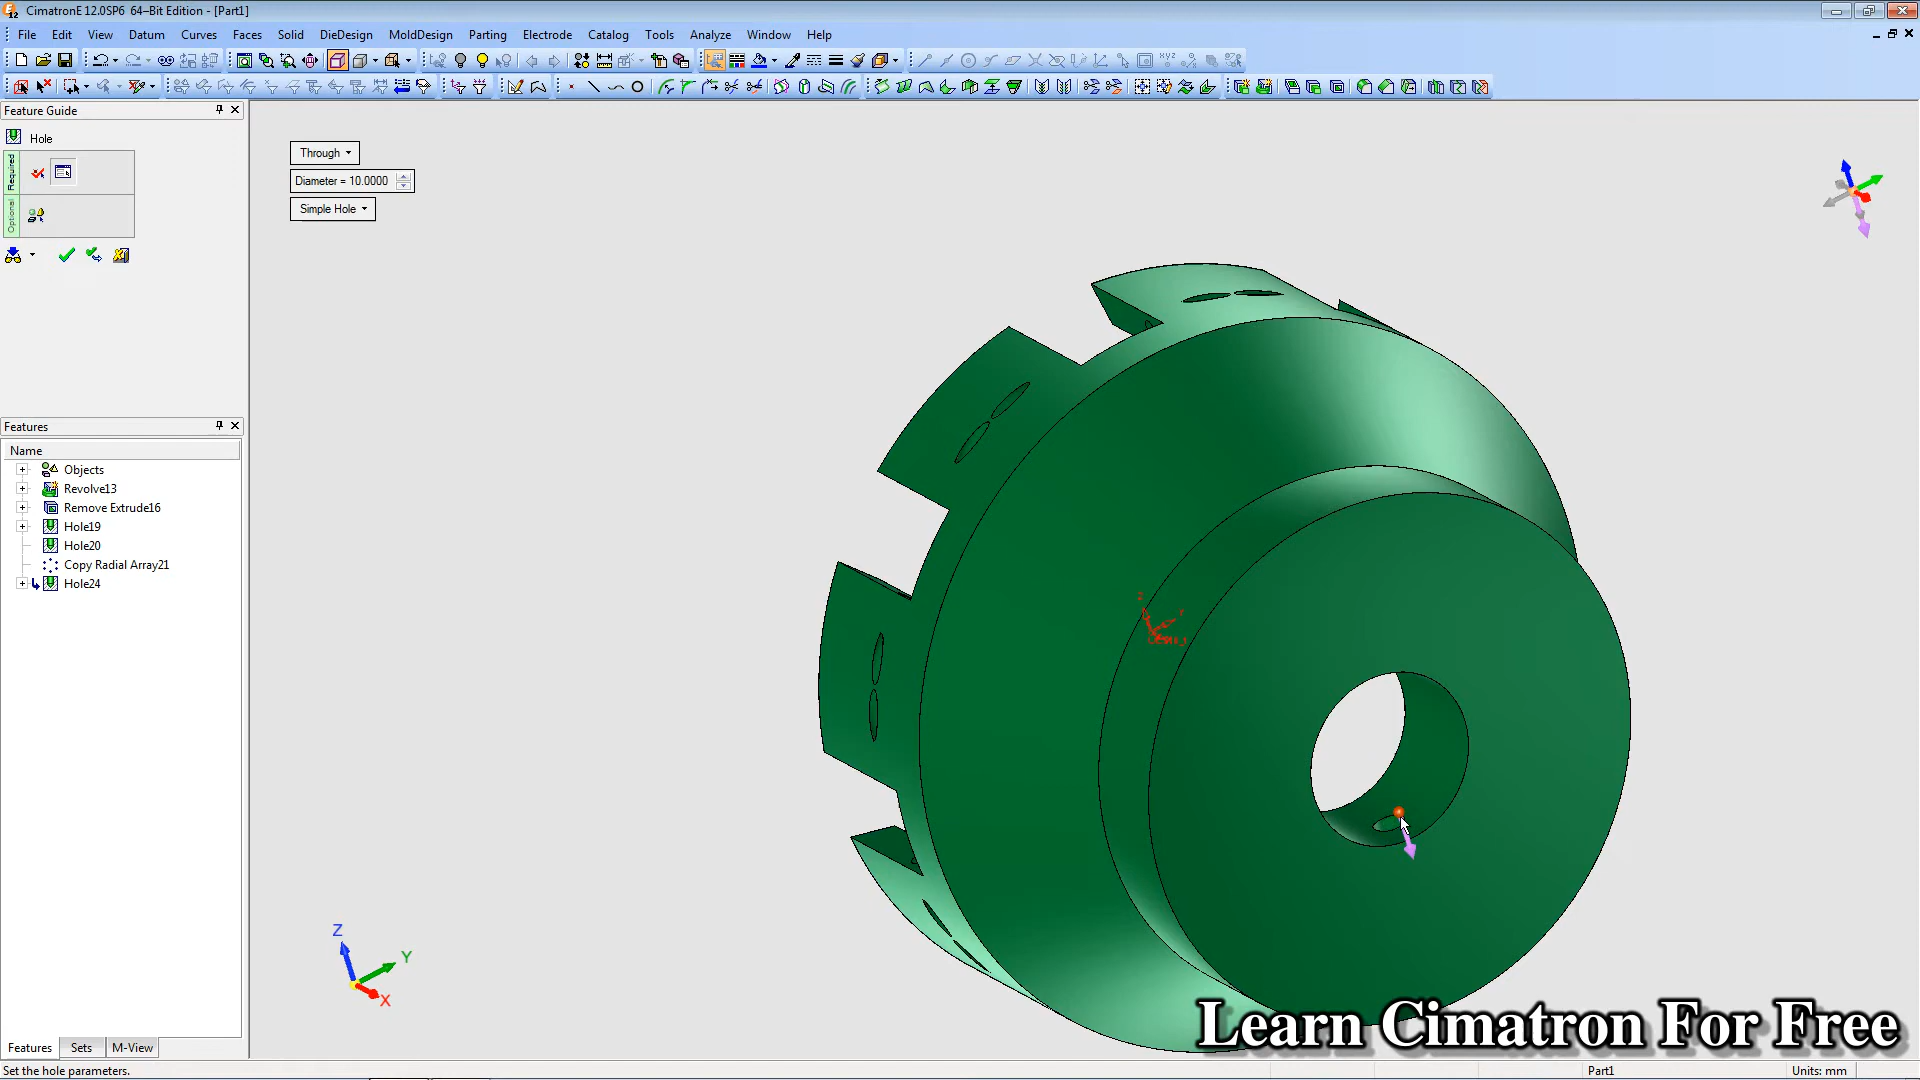 CimatronE 12.0SP6  64–Bit Edition - [Part1]
File Edit View Datum Curves Faces Solid DieDesign MoldDesign Parting Electrode Catalog Tools Analyze Window Help
Feature Guide
Hole
Required
Optional
Through
Diameter = 10.0000
Simple Hole
Features
Name
Objects
Revolve13
Remove Extrude16
Hole19
Hole20
Copy Radial Array21
Hole24
Z
Y
Z
Y
X
Learn Cimatron For Free
Features Sets M-View
Set the hole parameters.
Part1
Units: mm